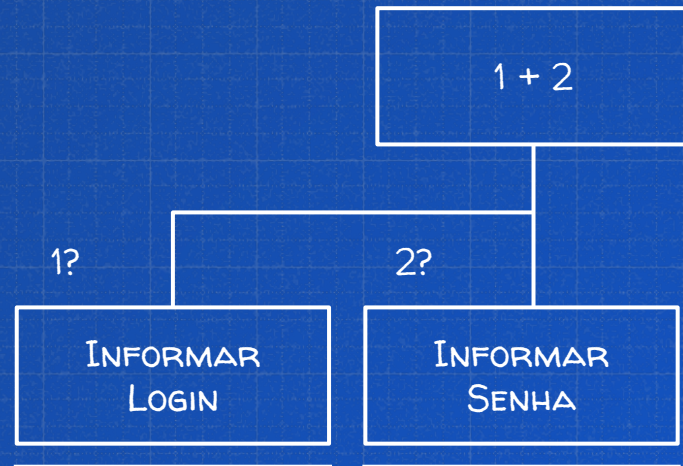 1 + 2
1?
2?
INFORMAR
LOGIN
INFORMAR
SENHA